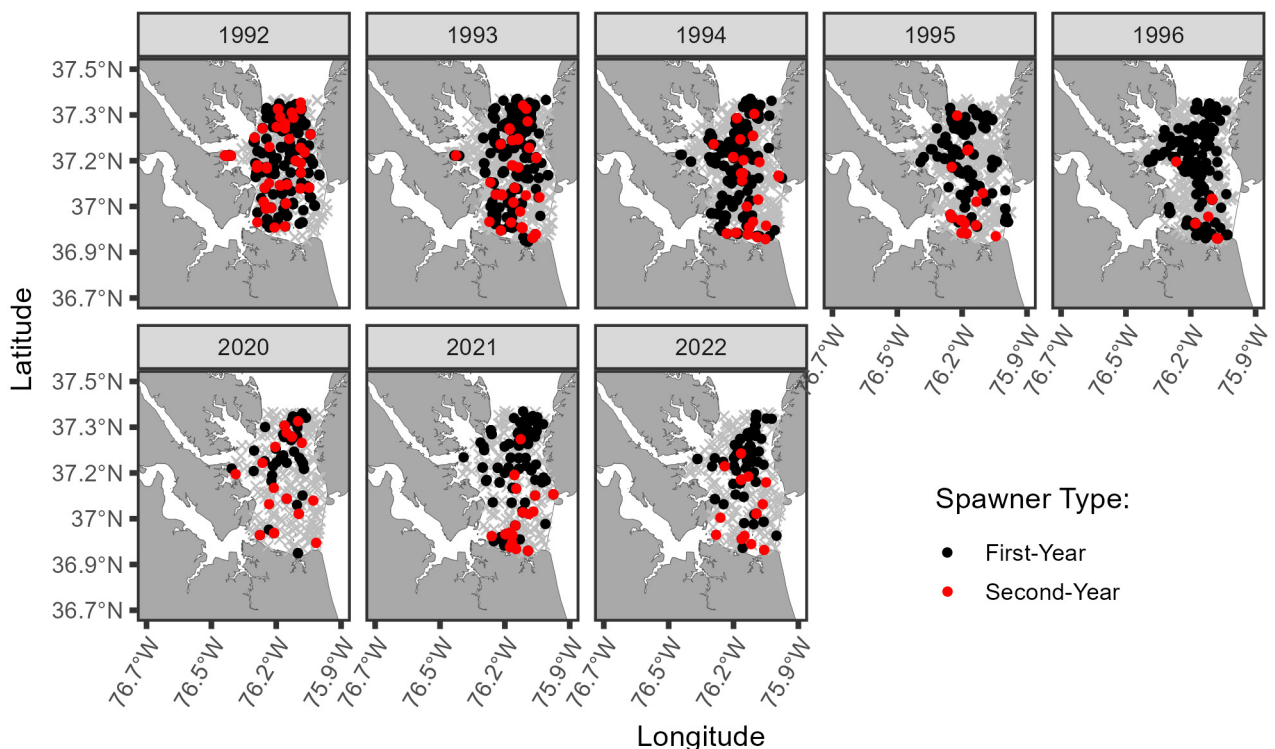 1992
1993
1994
1995
1996
37.5°N
37.3°N
37.2°N
37°N
36.9°N
36.7°N
76.7°W
76.5°W
76.2°W
75.9°W
76.7°W
76.5°W
76.2°W
75.9°W
Latitude
2020
2021
2022
37.5°N
37.3°N
37.2°N
37°N
36.9°N
36.7°N
76.7°W
76.5°W
76.2°W
75.9°W
76.7°W
76.5°W
76.2°W
75.9°W
76.7°W
76.5°W
76.2°W
75.9°W
Longitude
Spawner Type:
First-Year
Second-Year